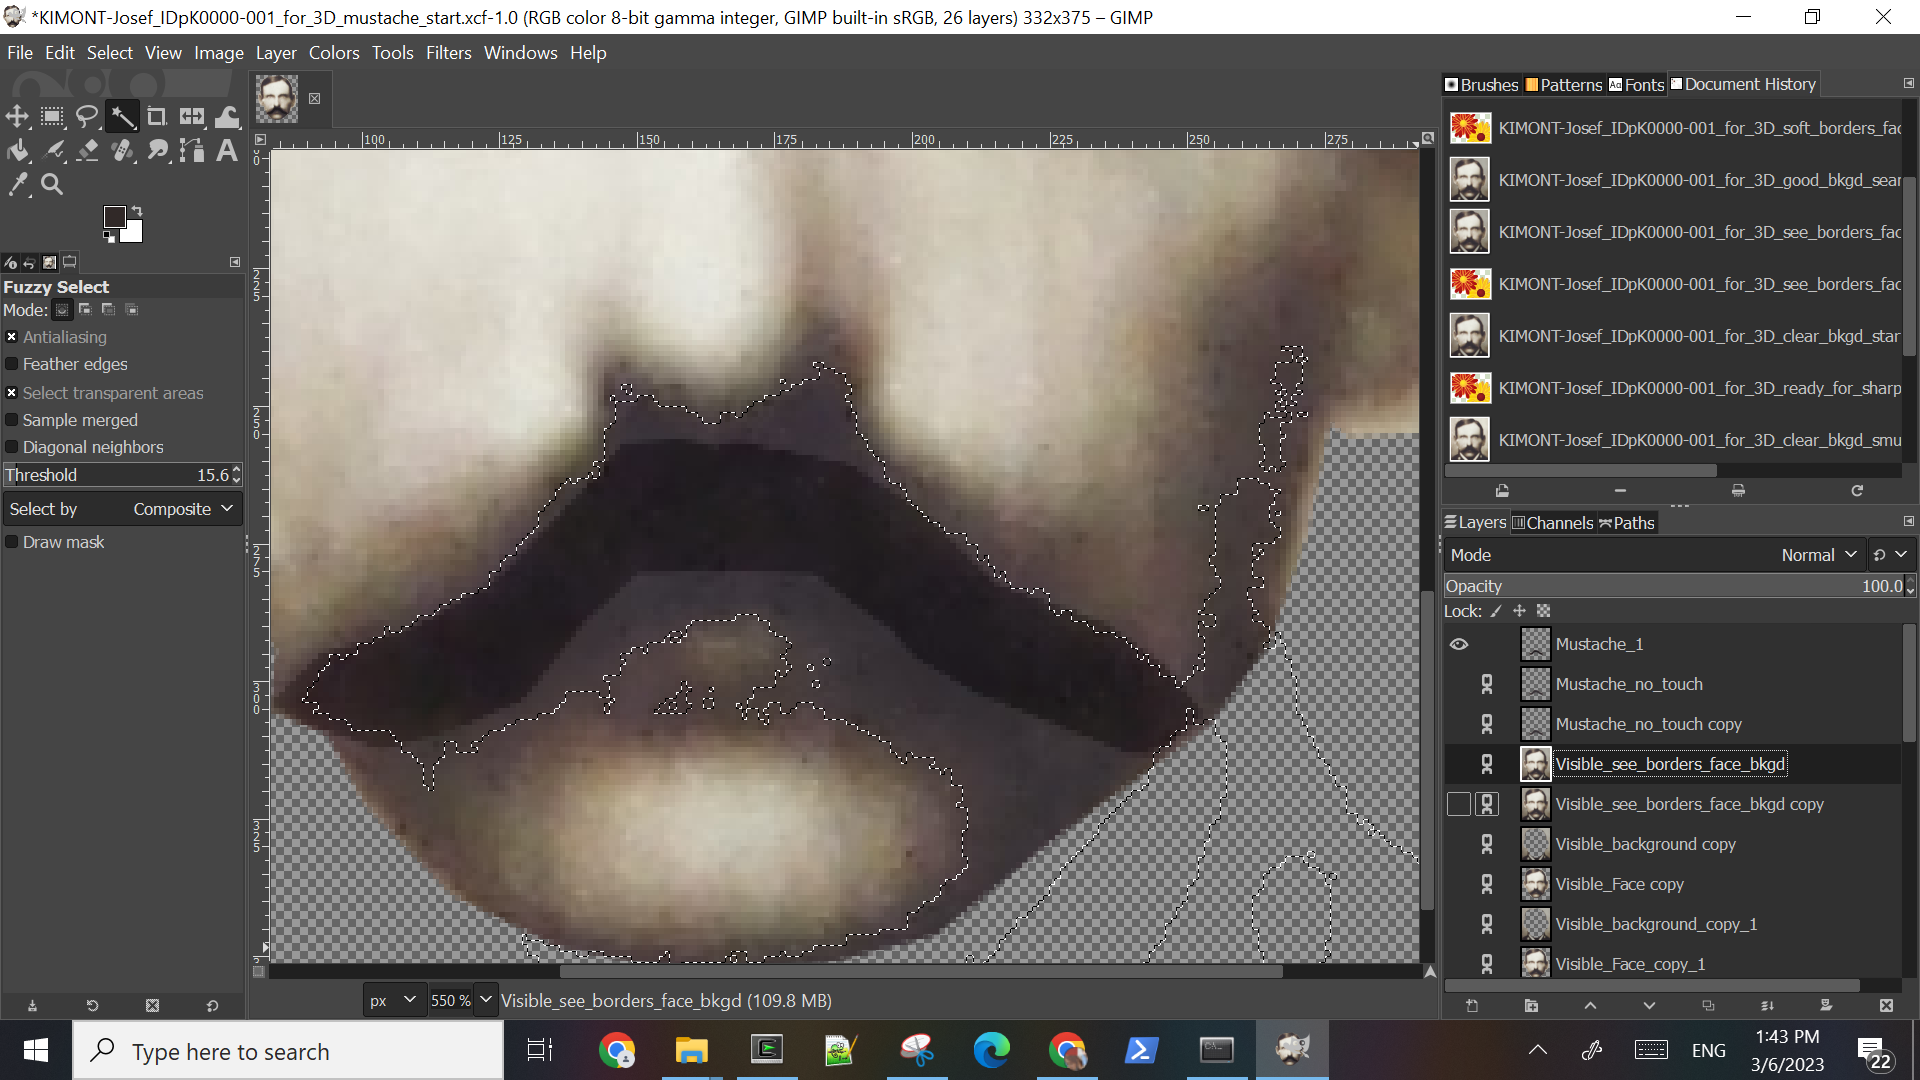 *KIMONT-Josef_IDpK0000-001_for_3D_mustache_start.xcf-1.0 (RGB color 8-bit gamma integer, GIMP built-in sRGB, 26 layers) 332x375 – GIMP
File Edit Select View Image Layer Colors Tools Filters Windows Help
Brushes Patterns Fonts Document History
100 125 150 175 200 225 250 275
KIMONT-Josef_IDpK0000-001_for_3D_soft_borders_fac
KIMONT-Josef_IDpK0000-001_for_3D_good_bkgd_sear
KIMONT-Josef_IDpK0000-001_for_3D_see_borders_fac
KIMONT-Josef_IDpK0000-001_for_3D_see_borders_fac
KIMONT-Josef_IDpK0000-001_for_3D_clear_bkgd_star
KIMONT-Josef_IDpK0000-001_for_3D_ready_for_sharp
KIMONT-Josef_IDpK0000-001_for_3D_clear_bkgd_smu
225
250
275
300
325
Fuzzy Select
Mode:
Antialiasing
Feather edges
Select transparent areas
Sample merged
Diagonal neighbors
Threshold 15.6
Select by Composite
Draw mask
Layers Channels Paths
Mode Normal
Opacity 100.0
Lock:
Mustache_1
Mustache_no_touch
Mustache_no_touch copy
Visible_see_borders_face_bkgd
Visible_see_borders_face_bkgd copy
Visible_background copy
Visible_Face copy
Visible_background_copy_1
Visible_Face_copy_1
px 550 % Visible_see_borders_face_bkgd (109.8 MB)
Type here to search
ENG
1:43 PM
3/6/2023
22